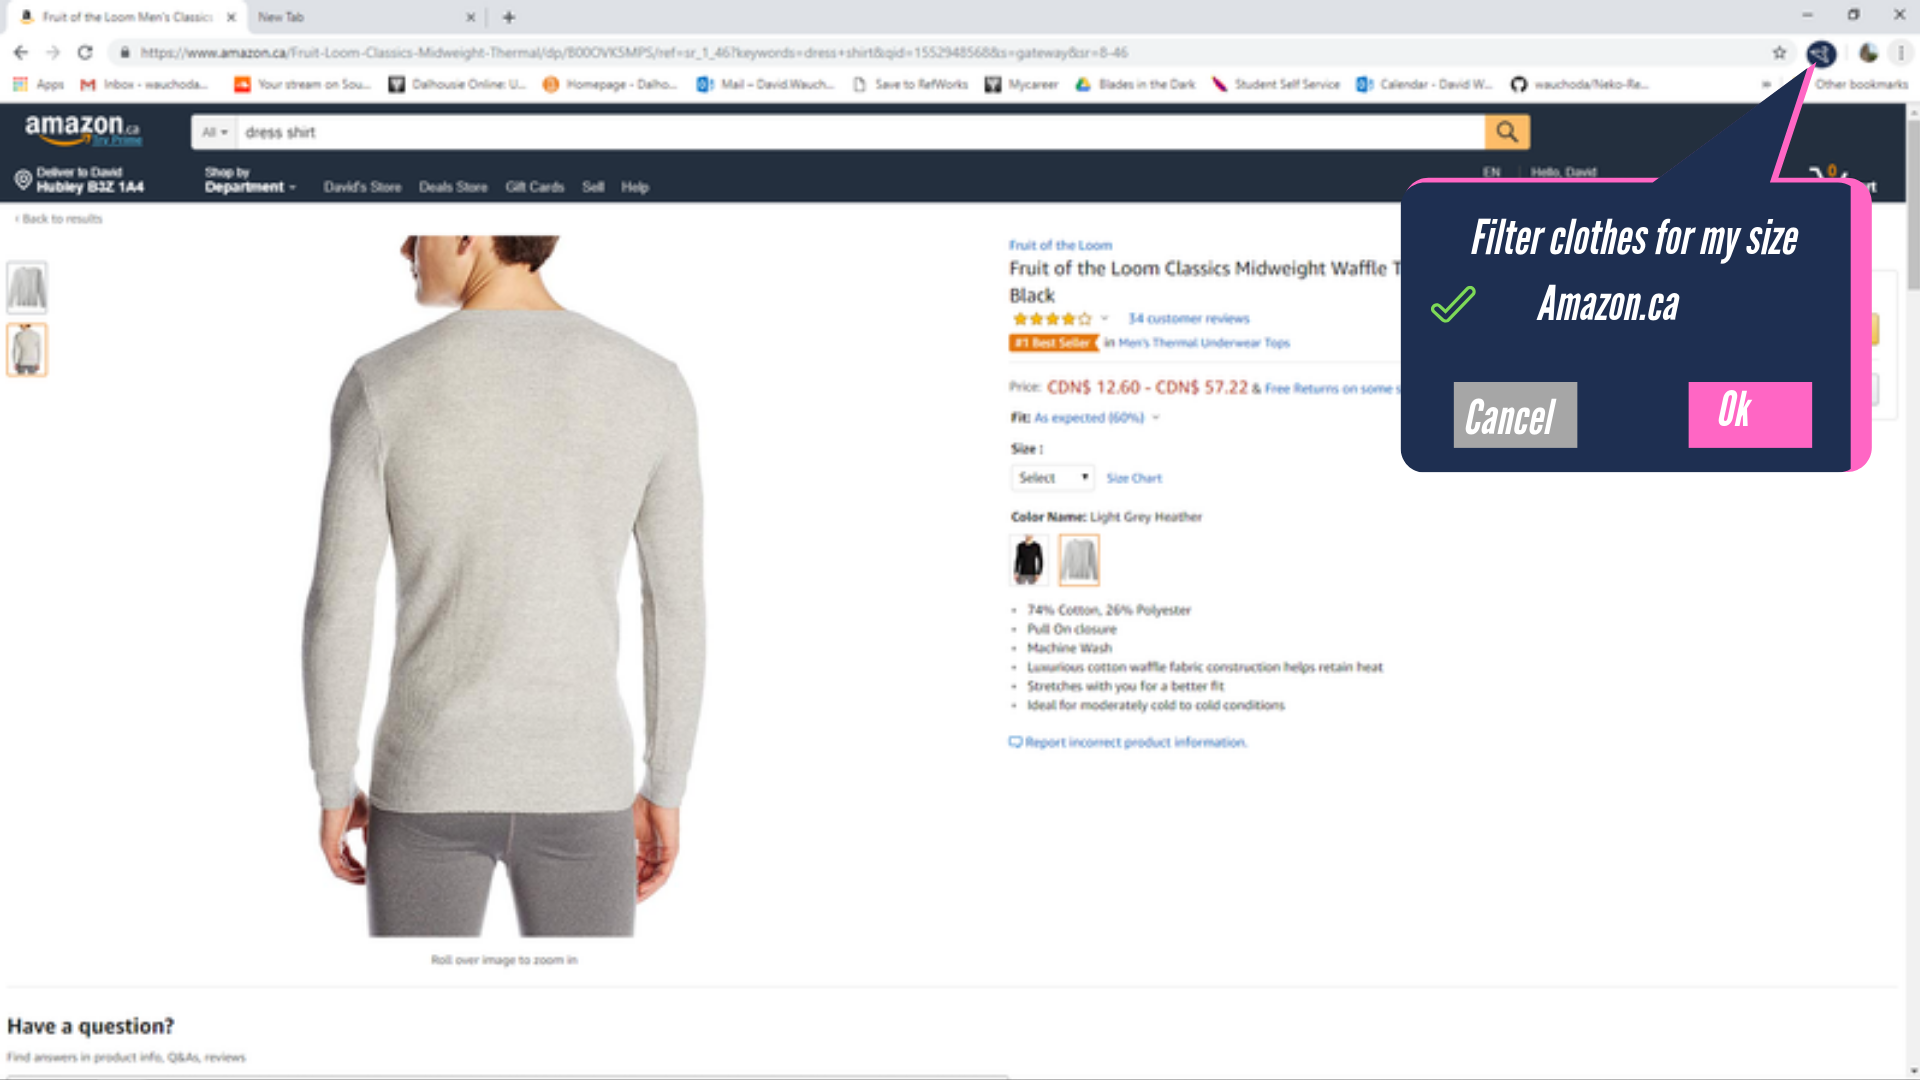 Fruit of the Loom Men's Classics
New Tab
https://www.amazon.ca/Fruit-Loom-Classics-Midweight-Thermal/dp/B00OVK5MPS/ref=sr_1_46?keywords=dress+shirt&qid=1552948568&s=gateway&sr=8-46
Apps
Inbox - wauchoda...
Your stream on Sou...
Dalhousie Online: U...
Homepage - Dalho...
Mail – David Wauch...
Save to RefWorks
Mycareer
Blades in the Dark
Student Self Service
Calendar - David W...
wauchoda/Neko-Re...
Other bookmarks
amazon.ca
Try Prime
All
dress shirt
Deliver to David
Hubley B3Z 1A4
Shop by
Department
David's Store
Deals Store
Gift Cards
Sell
Help
EN
Hello, David
0
‹ Back to results
Fruit of the Loom
Fruit of the Loom Classics Midweight Waffle T
Black
34 customer reviews
#1 Best Seller in Men's Thermal Underwear Tops
Price: CDN$ 12.60 - CDN$ 57.22 & Free Returns on some s
Fit: As expected (60%)
Size :
Select
Size Chart
Color Name: Light Grey Heather
• 74% Cotton, 26% Polyester
• Pull On closure
• Machine Wash
• Luxurious cotton waffle fabric construction helps retain heat
• Stretches with you for a better fit
• Ideal for moderately cold to cold conditions
Report incorrect product information.
Filter clothes for my size
Amazon.ca
Cancel
Ok
Roll over image to zoom in
Have a question?
Find answers in product info, Q&As, reviews